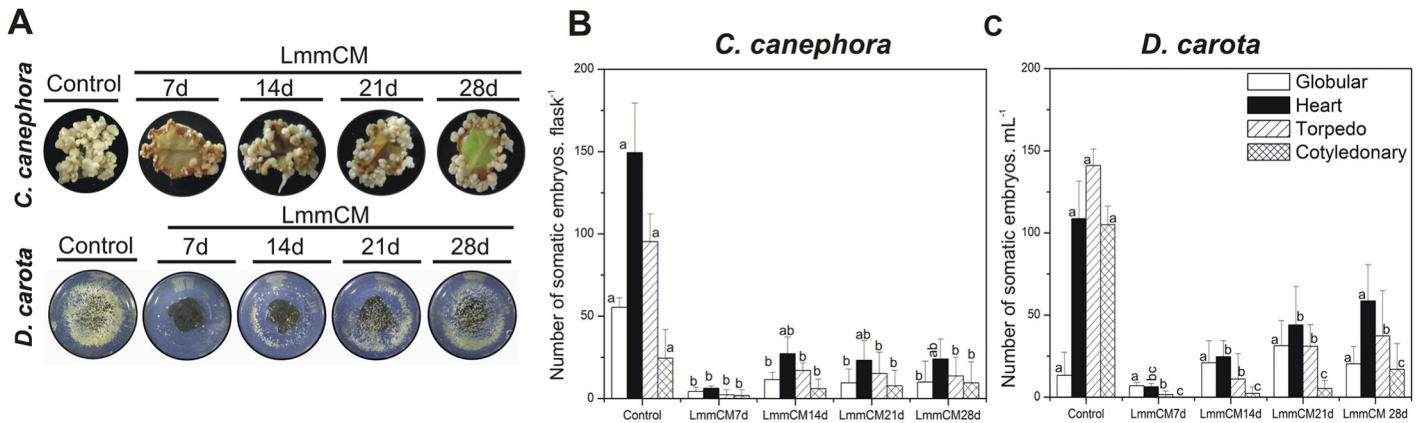 A
LmmCM
Control 7d 14d 21d 28d
C. canephora
LmmCM
Control 7d 14d 21d 28d
D. carota
B
C. canephora
Number of somatic embryos. flask⁻¹
200
150
100
50
0
a a a a
b b b b
b ab b b
b ab b b
b ab b b
Control LmmCM7d LmmCM14d LmmCM21d LmmCM28d
C
D. carota
Globular
Heart
Torpedo
Cotyledonary
Number of somatic embryos. mL⁻¹
200
150
100
50
0
a a a a
a bc b c
a b b c
a b b c
a b b c
Control LmmCM7d LmmCM14d LmmCM21d LmmCM 28d